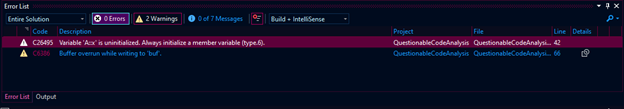 Error List
Entire Solution
0 Errors
2 Warnings
0 of 7 Messages
Build + IntelliSense
Code Description Project File Line Details
C26495 Variable 'A::x' is uninitialized. Always initialize a member variable (type.6). QuestionableCodeAnalysis QuestionableCodeAnalysi... 42
C6386 Buffer overrun while writing to 'buf'. QuestionableCodeAnalysis QuestionableCodeAnalysi... 66
Error List Output